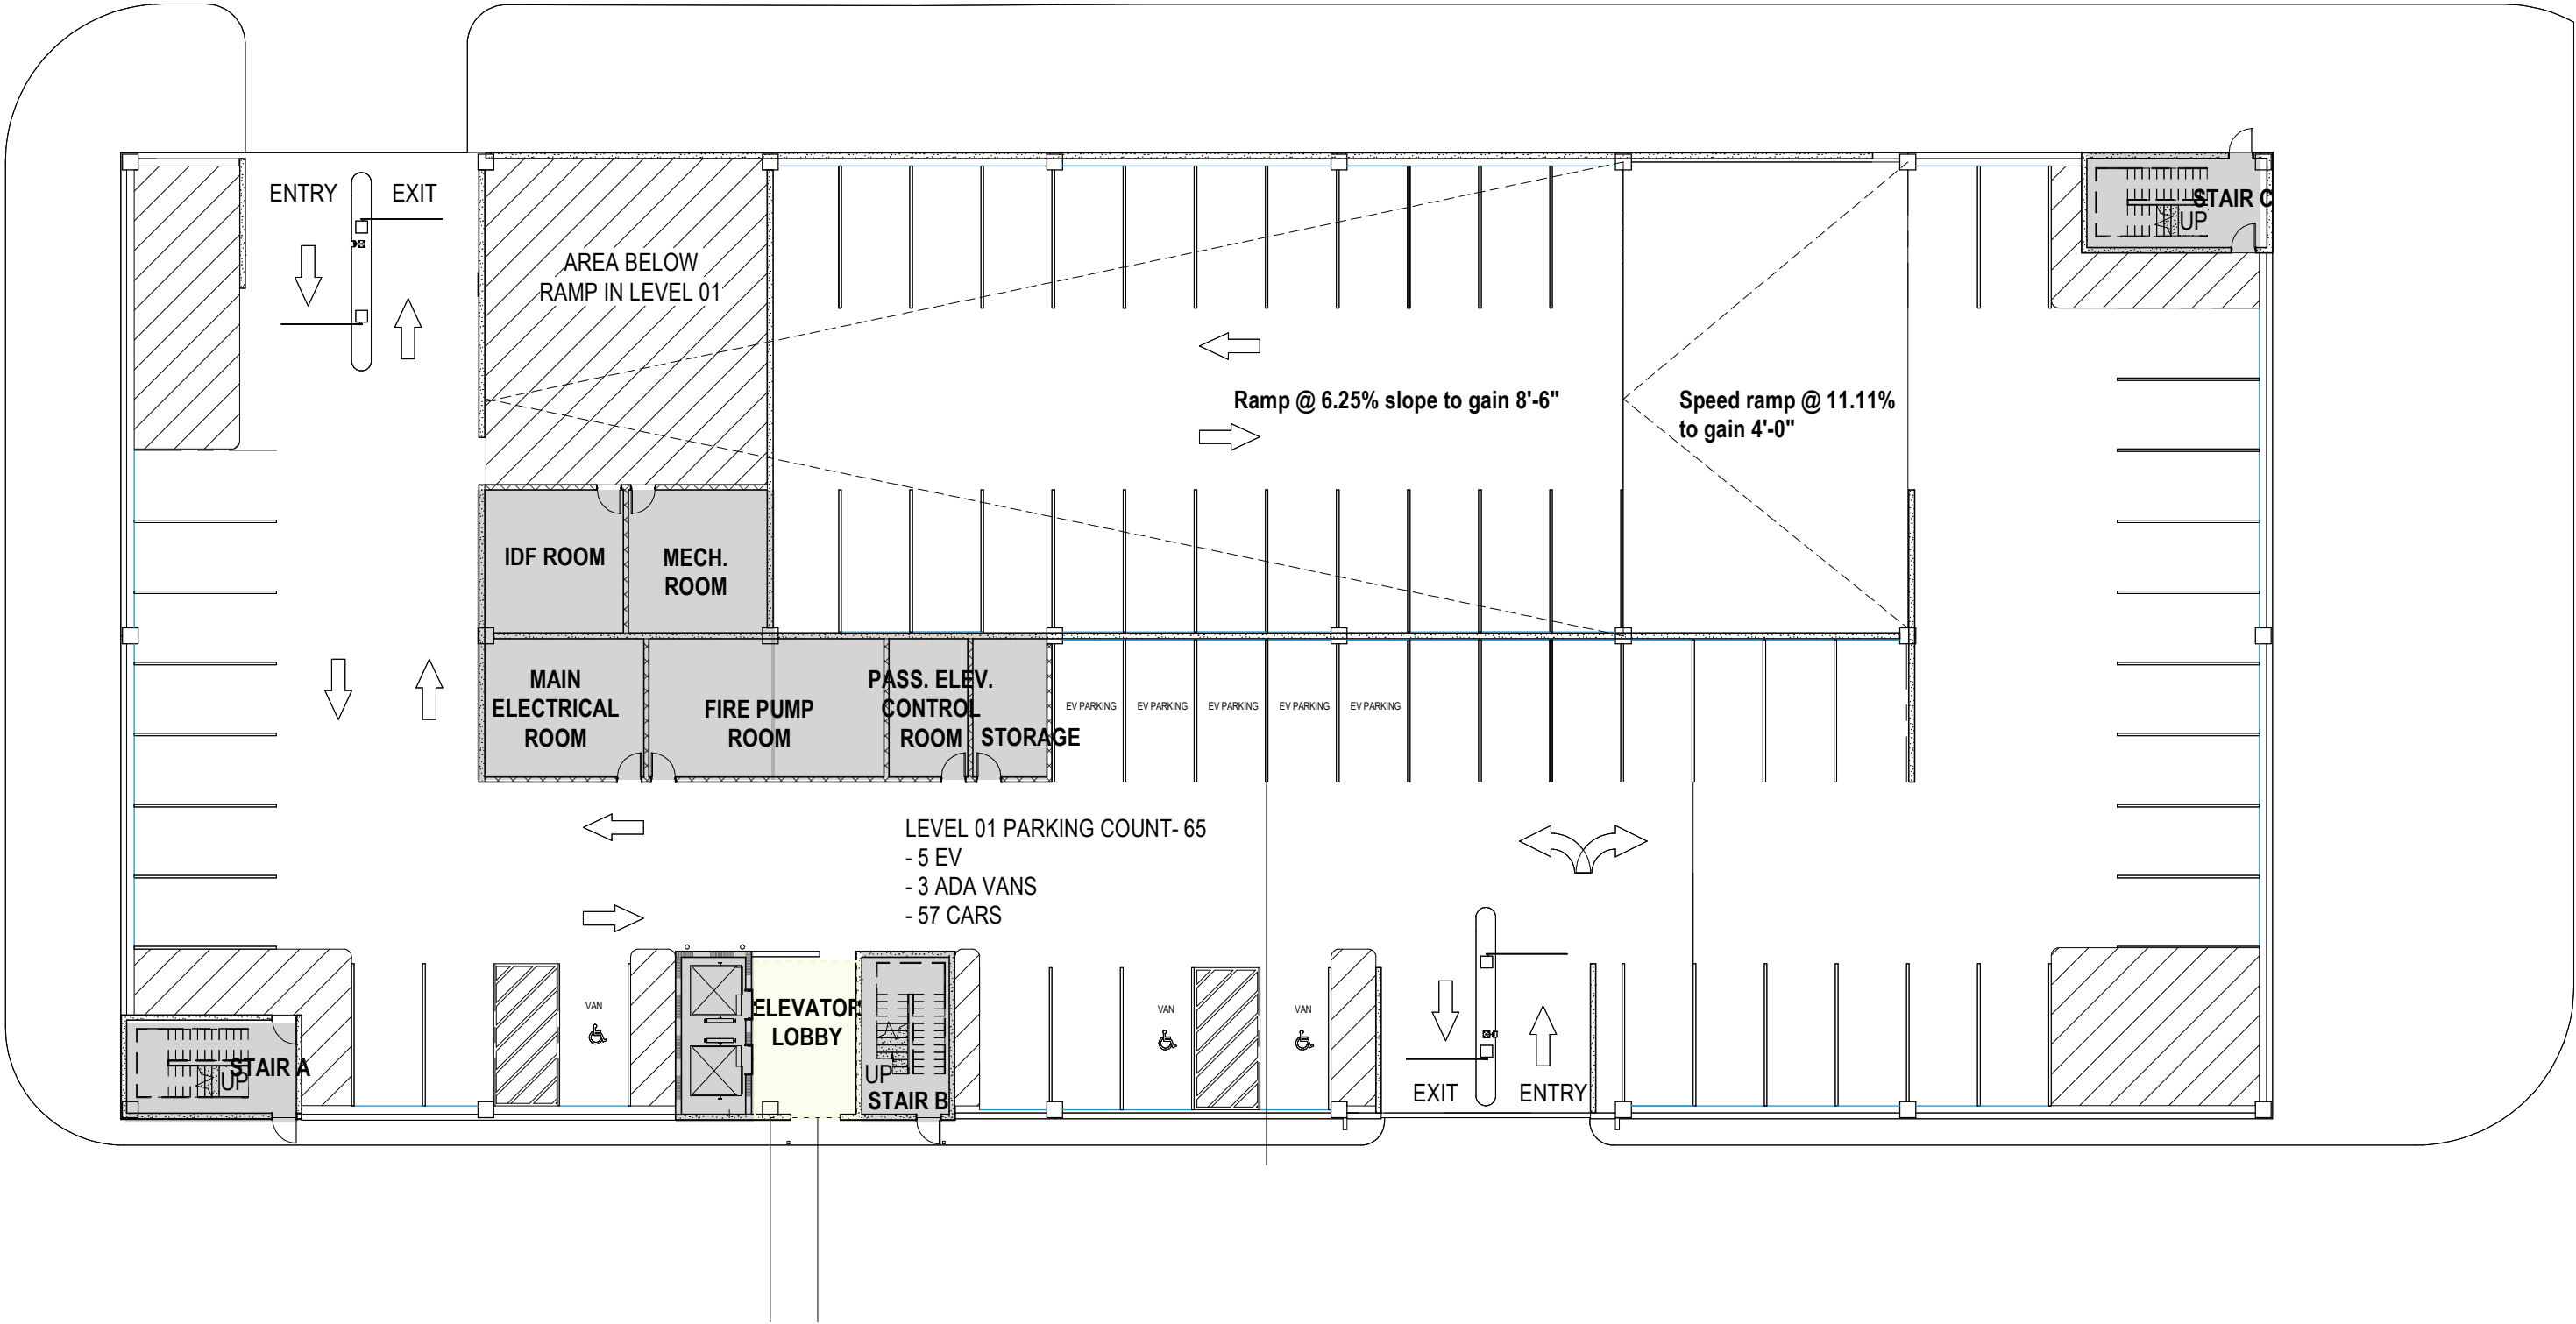 ENTRY
EXIT
STAIR C
UP
AREA BELOW
RAMP IN LEVEL 01
Ramp @ 6.25% slope to gain 8'-6"
Speed ramp @ 11.11%
to gain 4'-0"
IDF ROOM
MECH.
ROOM
MAIN
ELECTRICAL
ROOM
FIRE PUMP
ROOM
PASS. ELEV.
CONTROL
ROOM
STORAGE
EV PARKING
EV PARKING
EV PARKING
EV PARKING
EV PARKING
LEVEL 01 PARKING COUNT- 65
- 5 EV
- 3 ADA VANS
- 57 CARS
VAN
ELEVATOR
LOBBY
VAN
VAN
STAIR A
UP
UP
STAIR B
EXIT
ENTRY